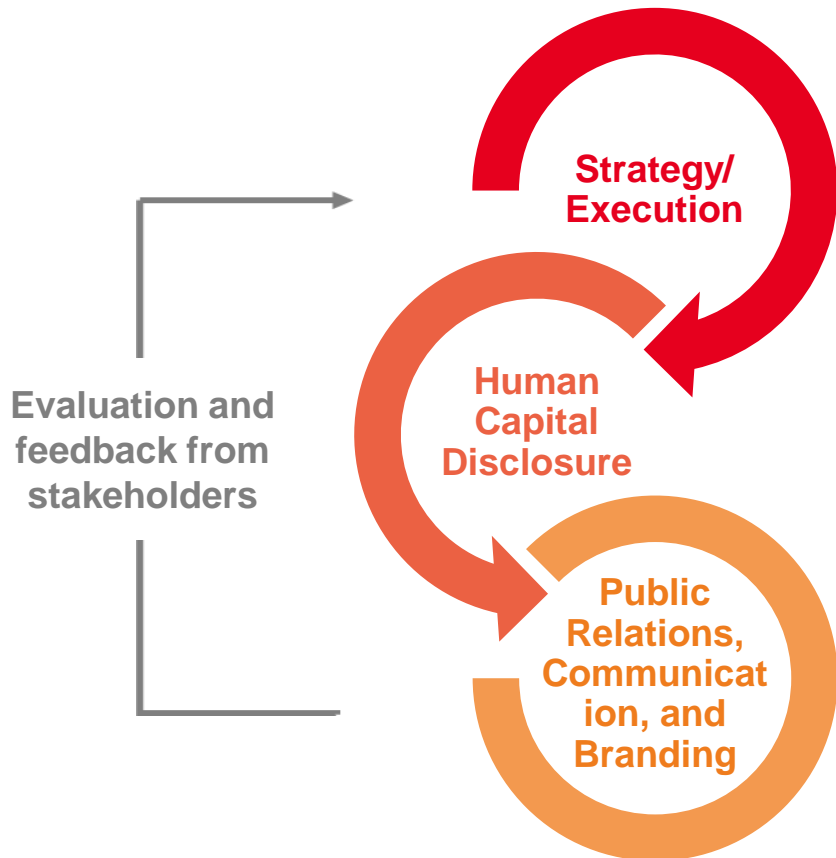 Strategy/
Execution
Human
Capital
Disclosure
Evaluation and
feedback from
stakeholders
Public
Relations,
Communicat
ion, and
Branding